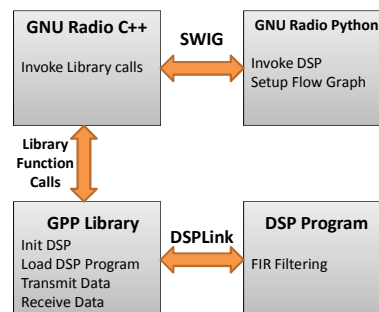 GNU Radio C++
Invoke Library calls
SWIG
GNU Radio Python
Invoke DSP
Setup Flow Graph
Library
Function
Calls
GPP Library
Init DSP
Load DSP Program
Transmit Data
Receive Data
DSPLink
DSP Program
FIR Filtering